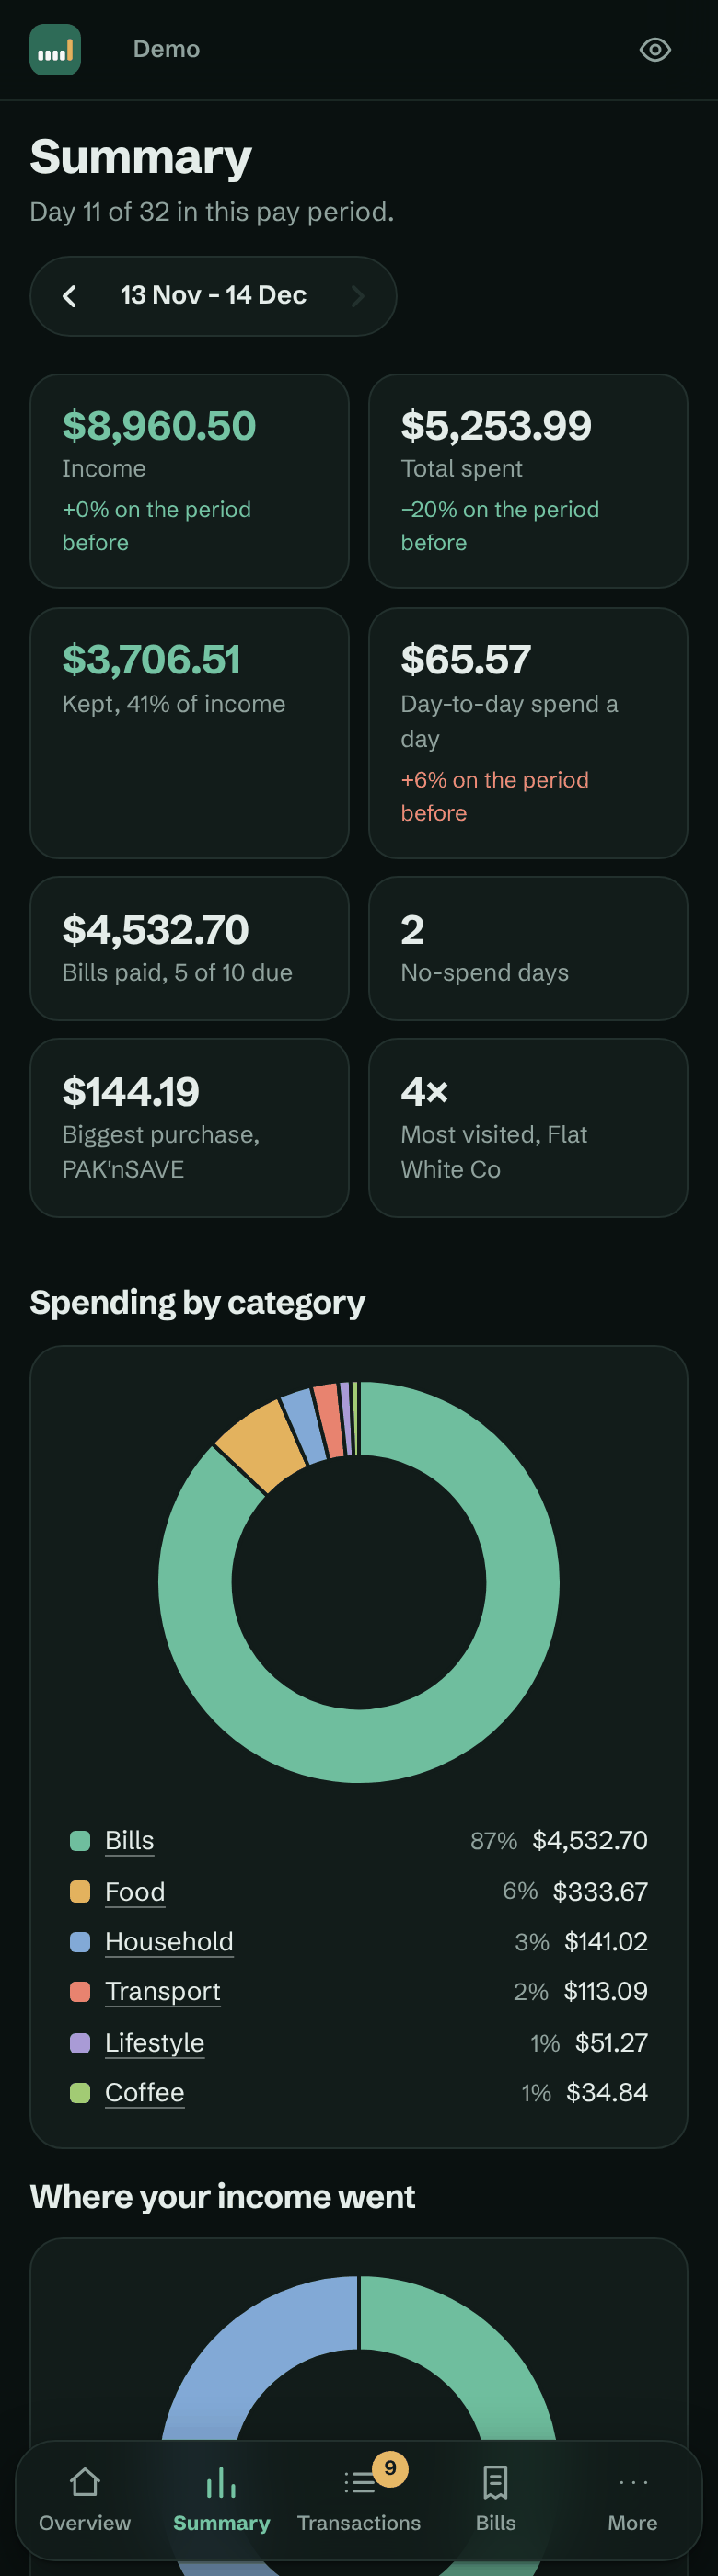 Demo
Summary
Day 11 of 32 in this pay period.
13 Nov – 14 Dec
$8,960.50
Income
+0% on the period
before
$5,253.99
Total spent
−20% on the period
before
$3,706.51
Kept, 41% of income
$65.57
Day-to-day spend a
day
+6% on the period
before
$4,532.70
Bills paid, 5 of 10 due
2
No-spend days
$144.19
Biggest purchase,
PAK'nSAVE
4×
Most visited, Flat
White Co
Spending by category
Bills 87% $4,532.70
Food 6% $333.67
Household 3% $141.02
Transport 2% $113.09
Lifestyle 1% $51.27
Coffee 1% $34.84
Where your income went
9
Overview Summary Transactions Bills More